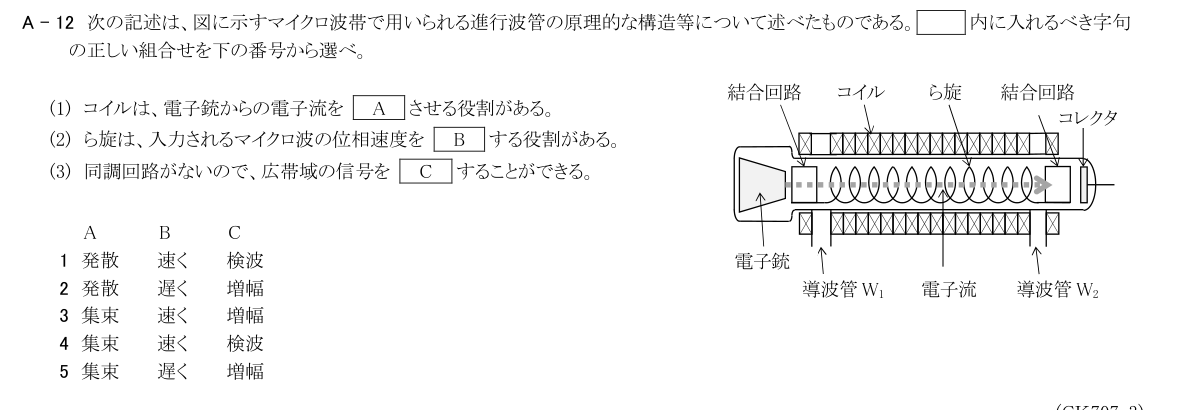 A－12 次の記述は、図に示すマイクロ波帯で用いられる進行波管の原理的な構造等について述べたものである。 内に入れるべき字句
の正しい組合せを下の番号から選べ。
(1) コイルは、電子銃からの電子流を A させる役割がある。
(2) ら旋は、入力されるマイクロ波の位相速度を B する役割がある。
(3) 同調回路がないので、広帯域の信号を C することができる。
A B C
1 発散 速く 検波
2 発散 遅く 増幅
3 集束 速く 増幅
4 集束 速く 検波
5 集束 遅く 増幅
結合回路 コイル ら旋 結合回路
コレクタ
電子銃
導波管 W₁ 電子流 導波管 W₂